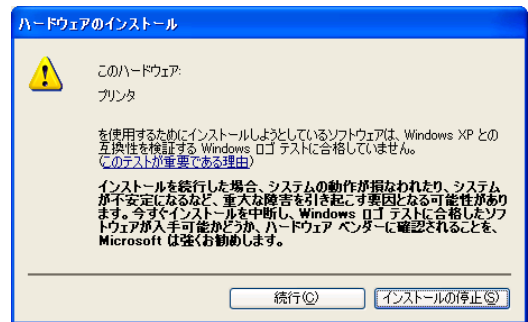 ハードウェアのインストール
このハードウェア:
プリンタ
を使用するためにインストールしようとしているソフトウェアは、Windows XP との
互換性を検証する Windows ロゴ テストに合格していません。
(このテストが重要である理由)
インストールを続行した場合、システムの動作が損なわれたり、システム
が不安定になるなど、重大な障害を引き起こす要因となる可能性があり
ます。今すぐインストールを中断し、Windows ロゴ テストに合格したソフ
トウェアが入手可能かどうか、ハードウェア ベンダーに確認されることを、
Microsoft は強くお勧めします。
続行(C) インストールの停止(S)